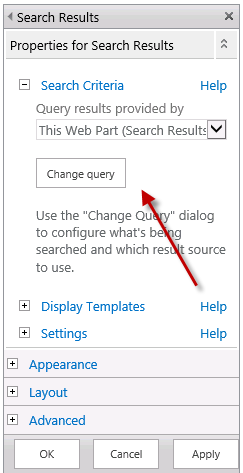 Search Results
Properties for Search Results
Search Criteria Help
Query results provided by
This Web Part (Search Results
Change query
Use the "Change Query" dialog
to configure what's being
searched and which result source
to use.
Display Templates Help
Settings Help
Appearance
Layout
Advanced
OK Cancel Apply